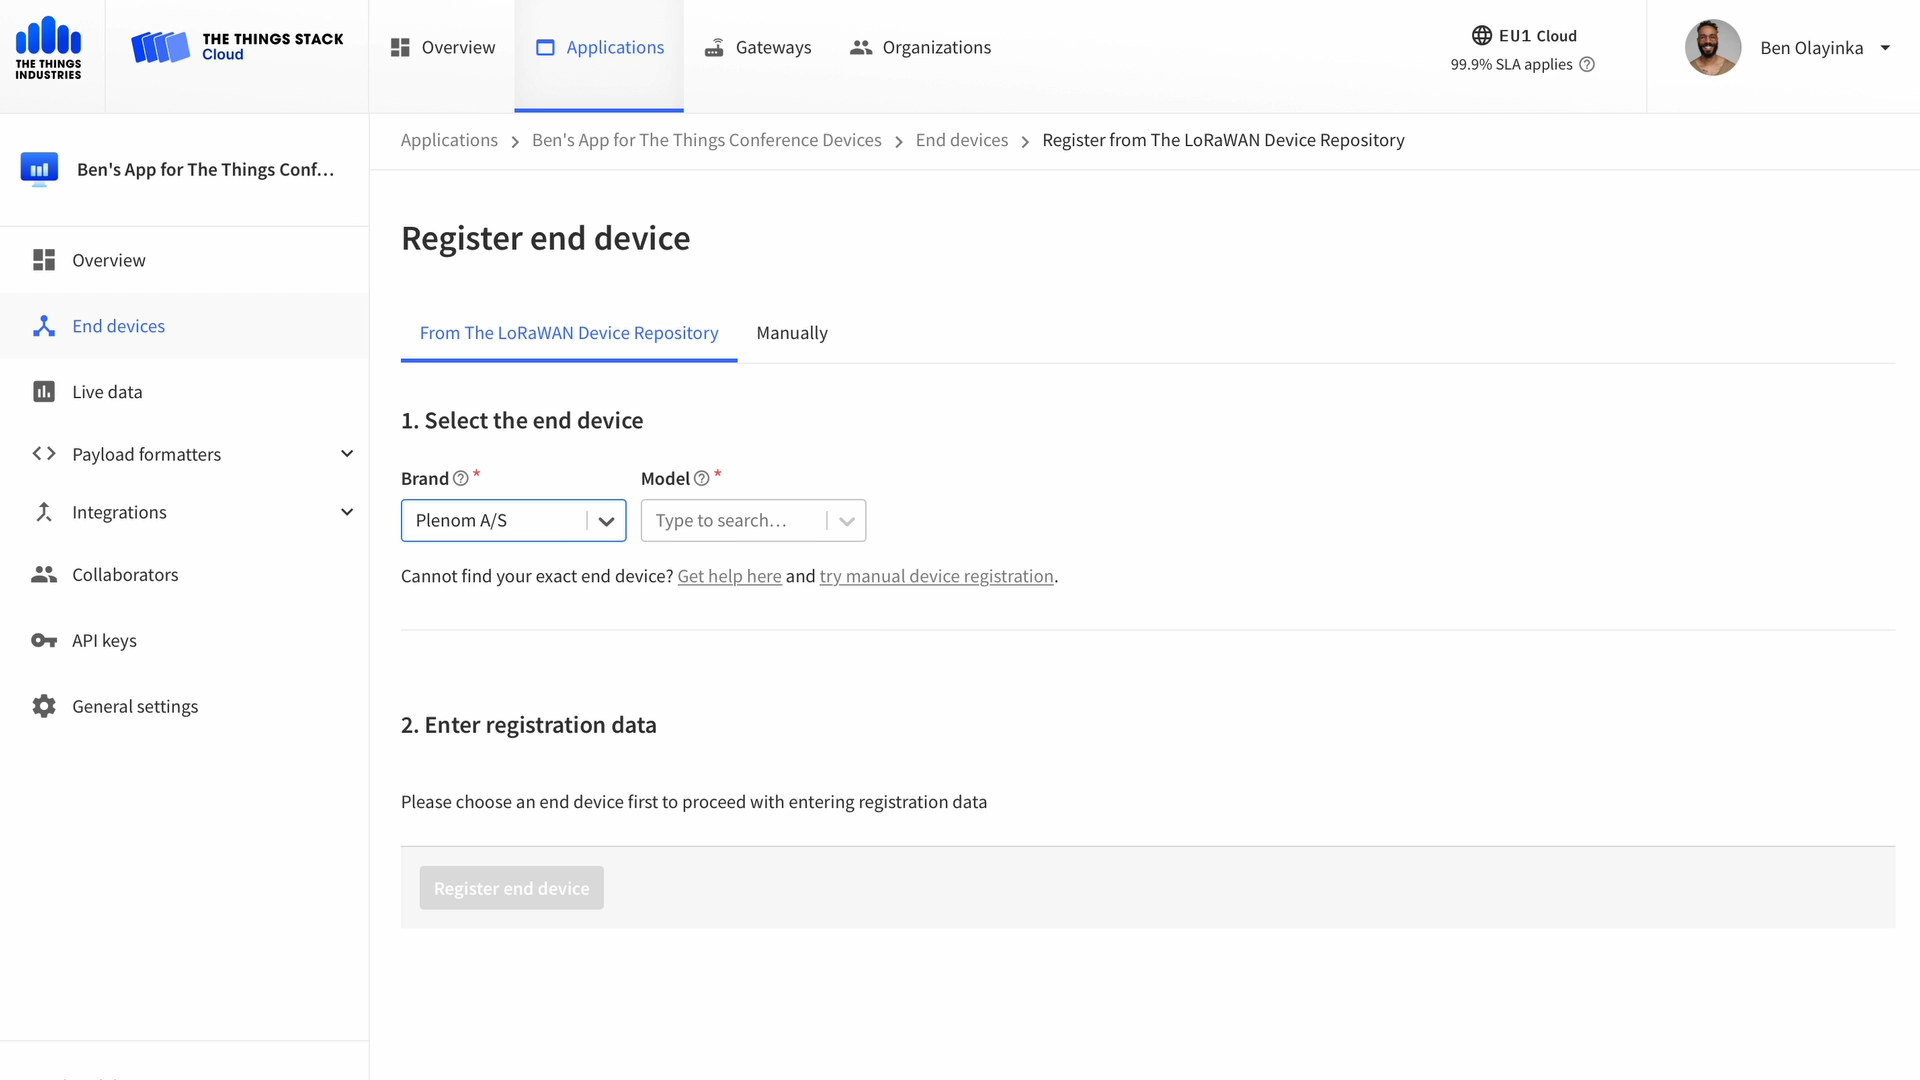 THE THINGS
INDUSTRIES
THE THINGS STACK
Cloud
Overview
Applications
Gateways
Organizations
EU1 Cloud
99.9% SLA applies
Ben Olayinka
Ben's App for The Things Conf...
Overview
End devices
Live data
Payload formatters
Integrations
Collaborators
API keys
General settings
Applications > Ben's App for The Things Conference Devices > End devices > Register from The LoRaWAN Device Repository
Register end device
From The LoRaWAN Device Repository
Manually
1. Select the end device
Brand *
Model *
Plenom A/S
Type to search...
Cannot find your exact end device? Get help here and try manual device registration.
2. Enter registration data
Please choose an end device first to proceed with entering registration data
Register end device